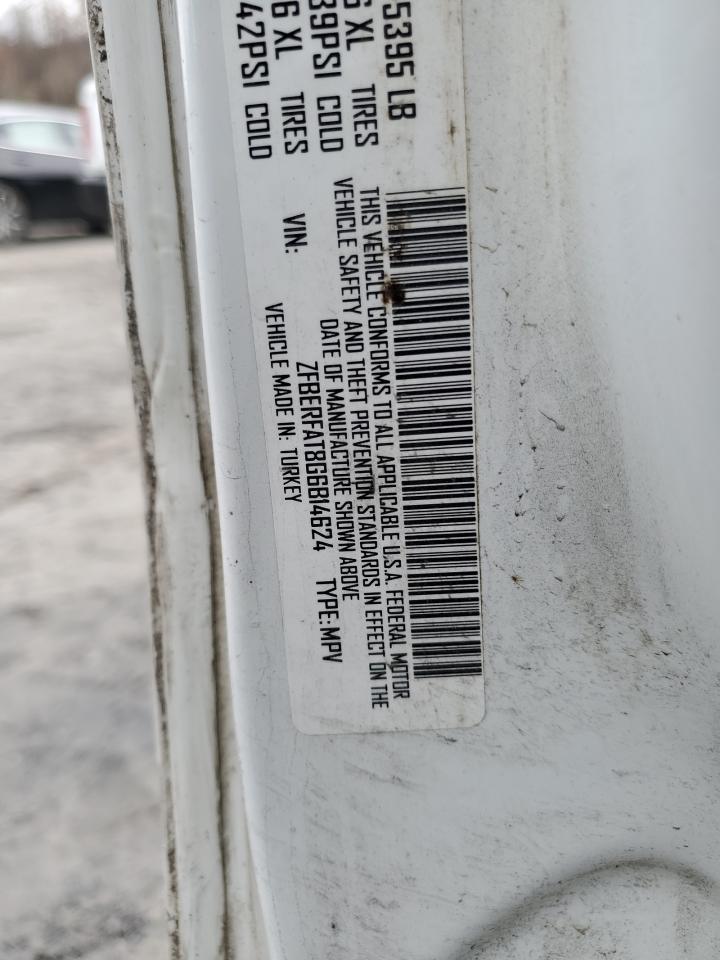 5395 LB
6 XL TIRES
39PSI COLD
6 XL TIRES
42PSI COLD
THIS VEHICLE CONFORMS TO ALL APPLICABLE U.S.A. FEDERAL MOTOR
VEHICLE SAFETY AND THEFT PREVENTION STANDARDS IN EFFECT ON THE
DATE OF MANUFACTURE SHOWN ABOVE
VIN: ZFBERFAT8G6B14624 TYPE: MPV
VEHICLE MADE IN: TURKEY